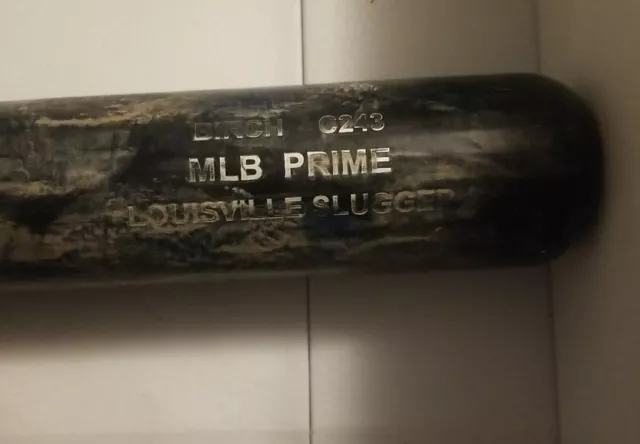 BIRCH C243
MLB PRIME
LOUISVILLE SLUGGER